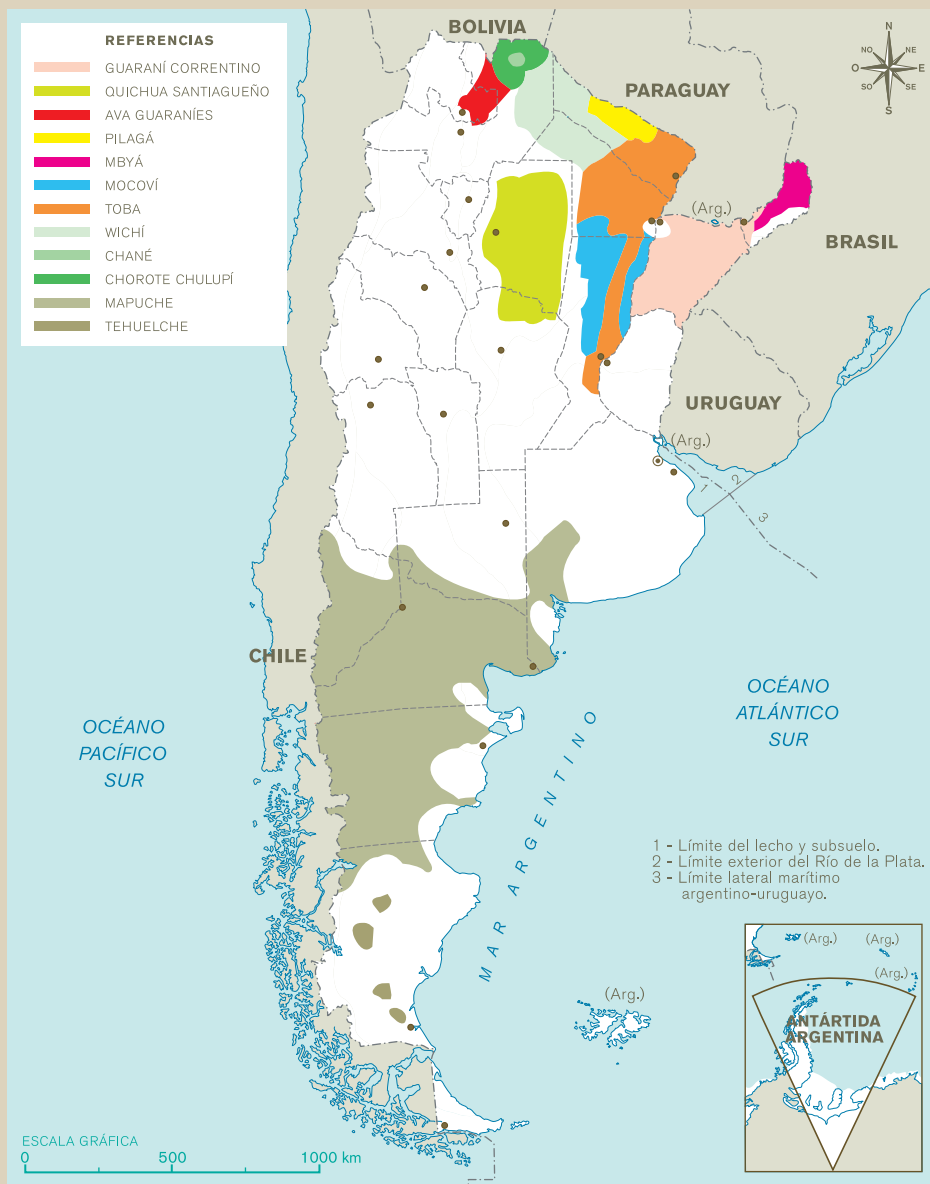 REFERENCIAS
GUARANÍ CORRENTINO
QUICHUA SANTIAGUEÑO
AVA GUARANÍES
PILAGÁ
MBYÁ
MOCOVÍ
TOBA
WICHÍ
CHANÉ
CHOROTE CHULUPÍ
MAPUCHE
TEHUELCHE
BOLIVIA
PARAGUAY
N
NO
NE
O
E
SO
SE
S
(Arg.)
BRASIL
URUGUAY
(Arg.)
1
2
3
CHILE
OCÉANO
PACÍFICO
SUR
OCÉANO
ATLÁNTICO
SUR
MAR ARGENTINO
1 - Límite del lecho y subsuelo.
2 - Límite exterior del Río de la Plata.
3 - Límite lateral marítimo
argentino-uruguayo.
(Arg.)
(Arg.)
(Arg.)
(Arg.)
ANTÁRTIDA
ARGENTINA
ESCALA GRÁFICA
0 500 1000 km